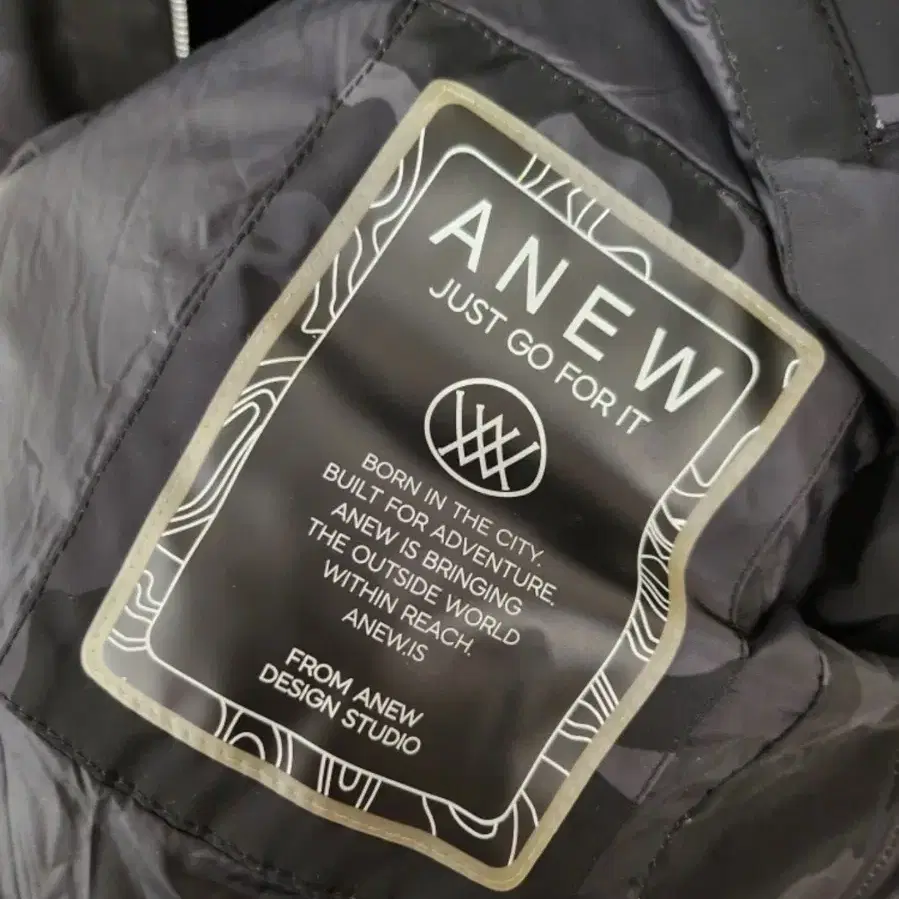 ANEW
JUST GO FOR IT
BORN IN THE CITY.
BUILT FOR ADVENTURE.
ANEW IS BRINGING
THE OUTSIDE WORLD
WITHIN REACH.
ANEW.IS
FROM ANEW
DESIGN STUDIO